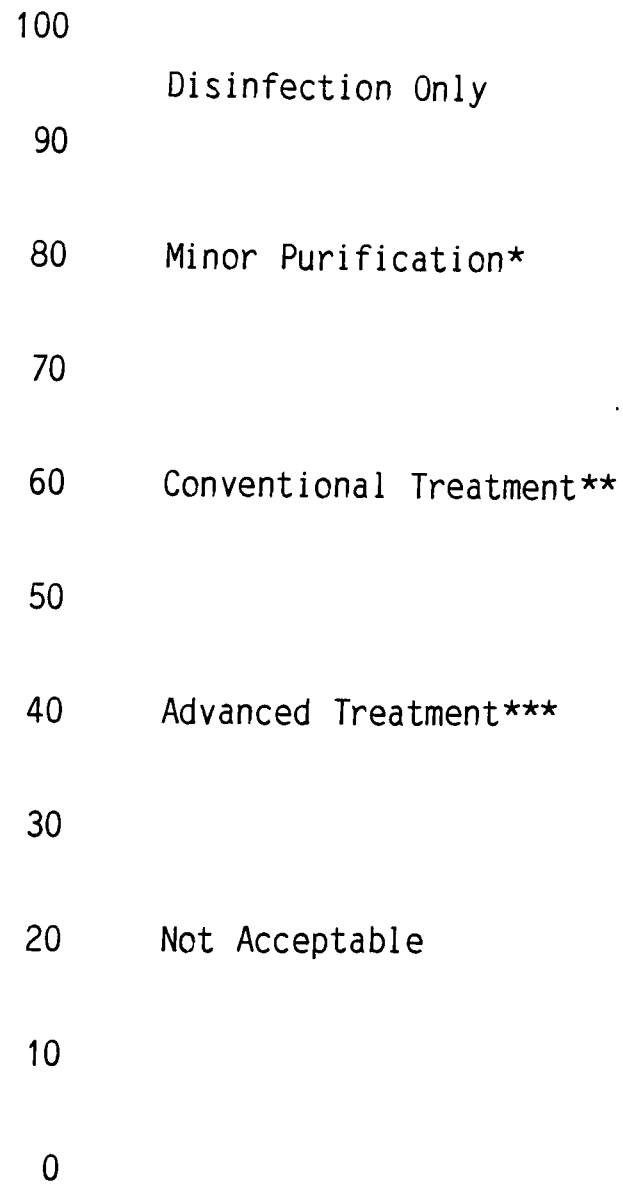 100
Disinfection Only
90
80 Minor Purification*
70
60 Conventional Treatment**
50
40 Advanced Treatment***
30
20 Not Acceptable
10
0